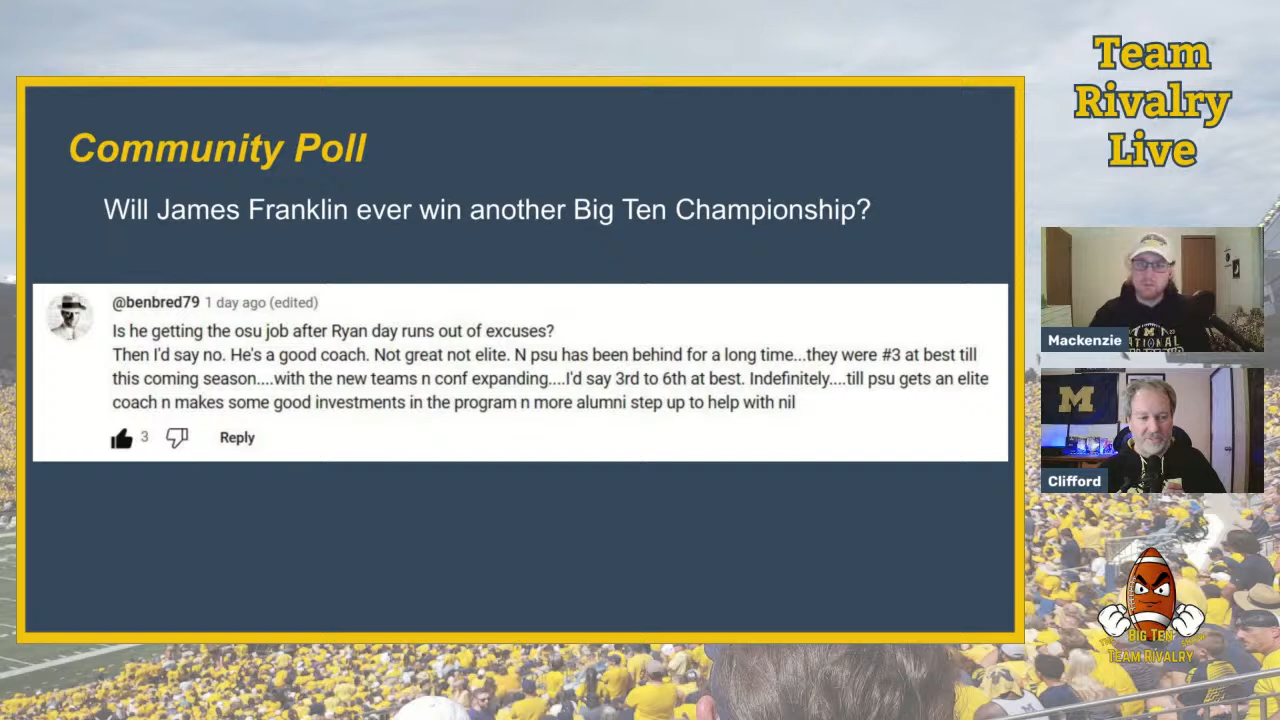 Team
Rivalry
Live
Community Poll
Will James Franklin ever win another Big Ten Championship?
@benbred79 1 day ago (edited)
Is he getting the osu job after Ryan day runs out of excuses?
Then I'd say no. He's a good coach. Not great not elite. N psu has been behind for a long time...they were #3 at best till
this coming season....with the new teams n conf expanding....I'd say 3rd to 6th at best. Indefinitely....till psu gets an elite
coach n makes some good investments in the program n more alumni step up to help with nil
3 Reply
M
Mackenzie
M
Clifford
Big Ten
Team Rivalry